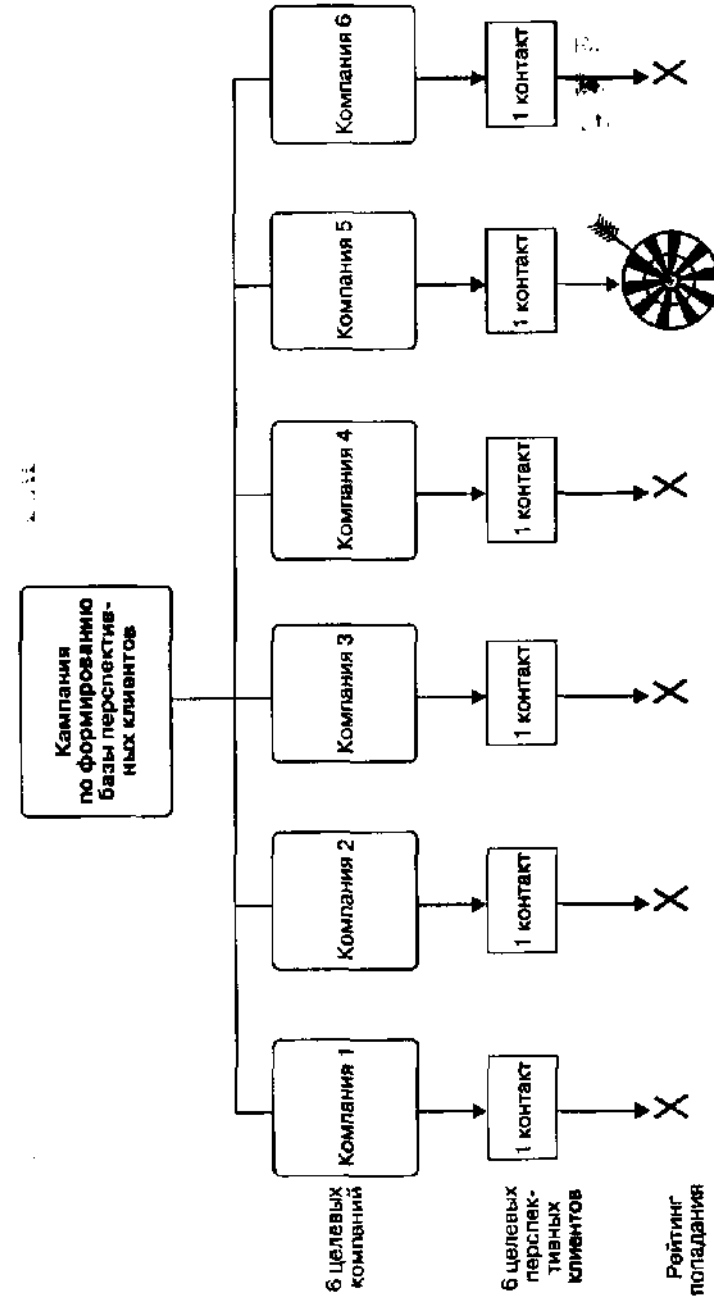 Кампания
по формированию
базы перспектив-
ных клиентов
6 целевых
компаний
Компания 1
Компания 2
Компания 3
Компания 4
Компания 5
Компания 6
6 целевых
перспек-
тивных
клиентов
1 контакт
1 контакт
1 контакт
1 контакт
1 контакт
1 контакт
Рейтинг
попадания